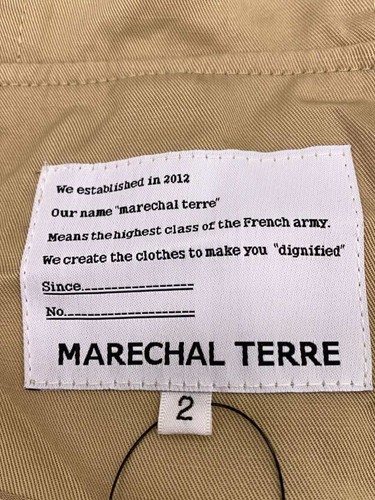 We established in 2012
Our name "marechal terre"
Means the highest class of the French army.
We create the clothes to make you "dignified"
Since
No.
MARECHAL TERRE
2